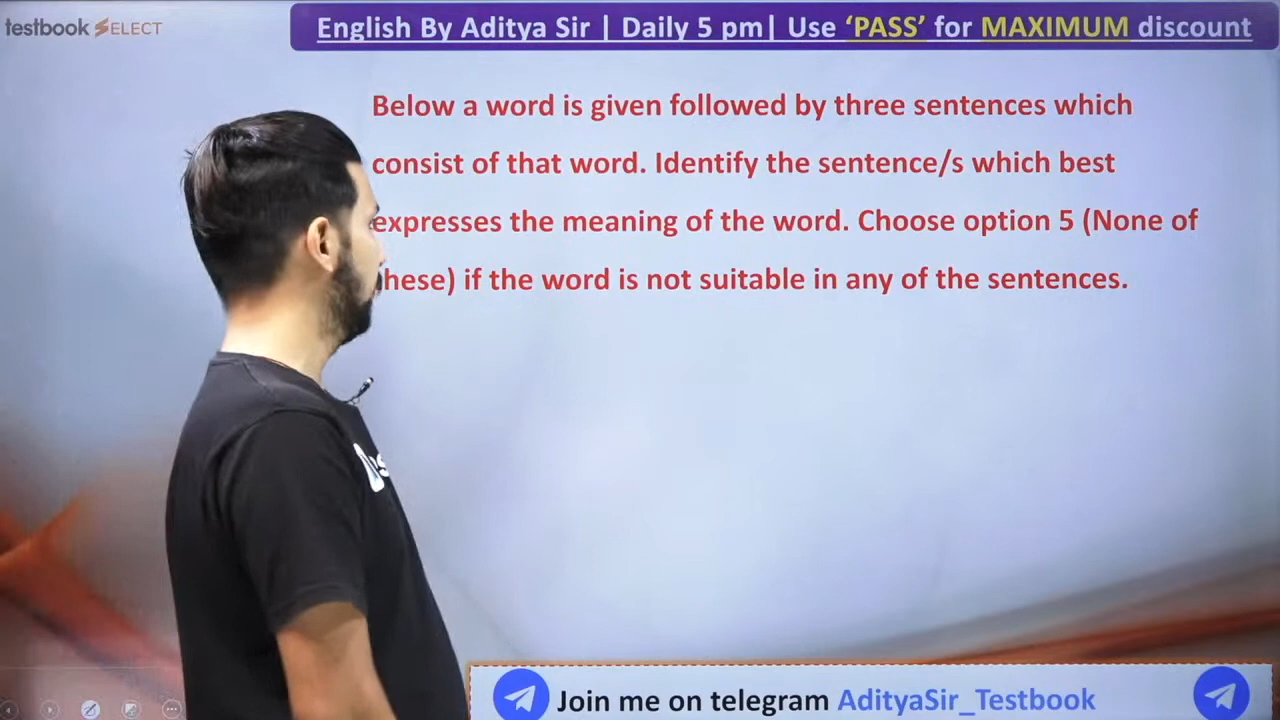 testbook SELECT
English By Aditya Sir | Daily 5 pm| Use ‘PASS’ for MAXIMUM discount
Below a word is given followed by three sentences which
consist of that word. Identify the sentence/s which best
expresses the meaning of the word. Choose option 5 (None of
hese) if the word is not suitable in any of the sentences.
Join me on telegram AdityaSir_Testbook